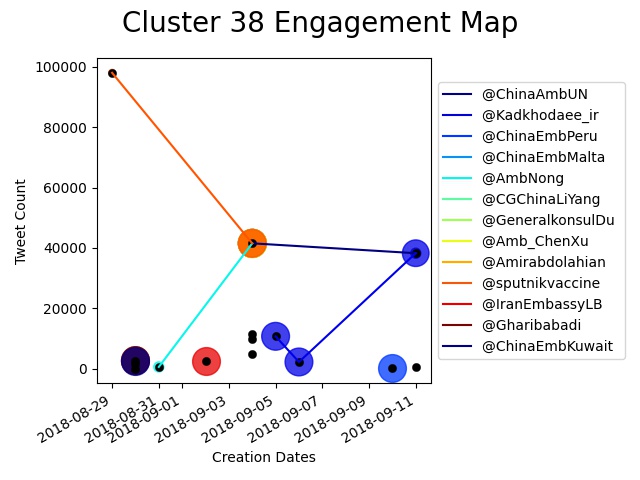 Cluster 38 Engagement Map
100000
80000
60000
40000
20000
0
Tweet Count
2018-08-29
2018-08-31
2018-09-01
2018-09-03
2018-09-05
2018-09-07
2018-09-09
2018-09-11
Creation Dates
@ChinaAmbUN
@Kadkhodaee_ir
@ChinaEmbPeru
@ChinaEmbMalta
@AmbNong
@CGChinaLiYang
@GeneralkonsulDu
@Amb_ChenXu
@Amirabdolahian
@sputnikvaccine
@IranEmbassyLB
@Gharibabadi
@ChinaEmbKuwait